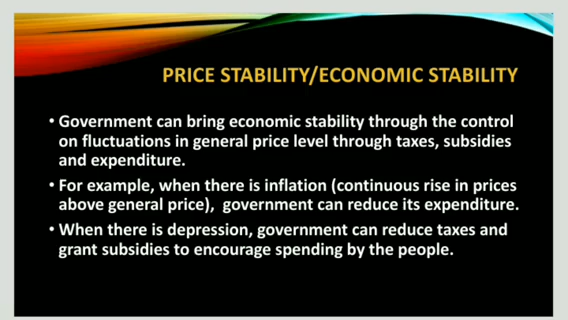 PRICE STABILITY/ECONOMIC STABILITY
• Government can bring economic stability through the control
on fluctuations in general price level through taxes, subsidies
and expenditure.
• For example, when there is inflation (continuous rise in prices
above general price),  government can reduce its expenditure.
• When there is depression, government can reduce taxes and
grant subsidies to encourage spending by the people.